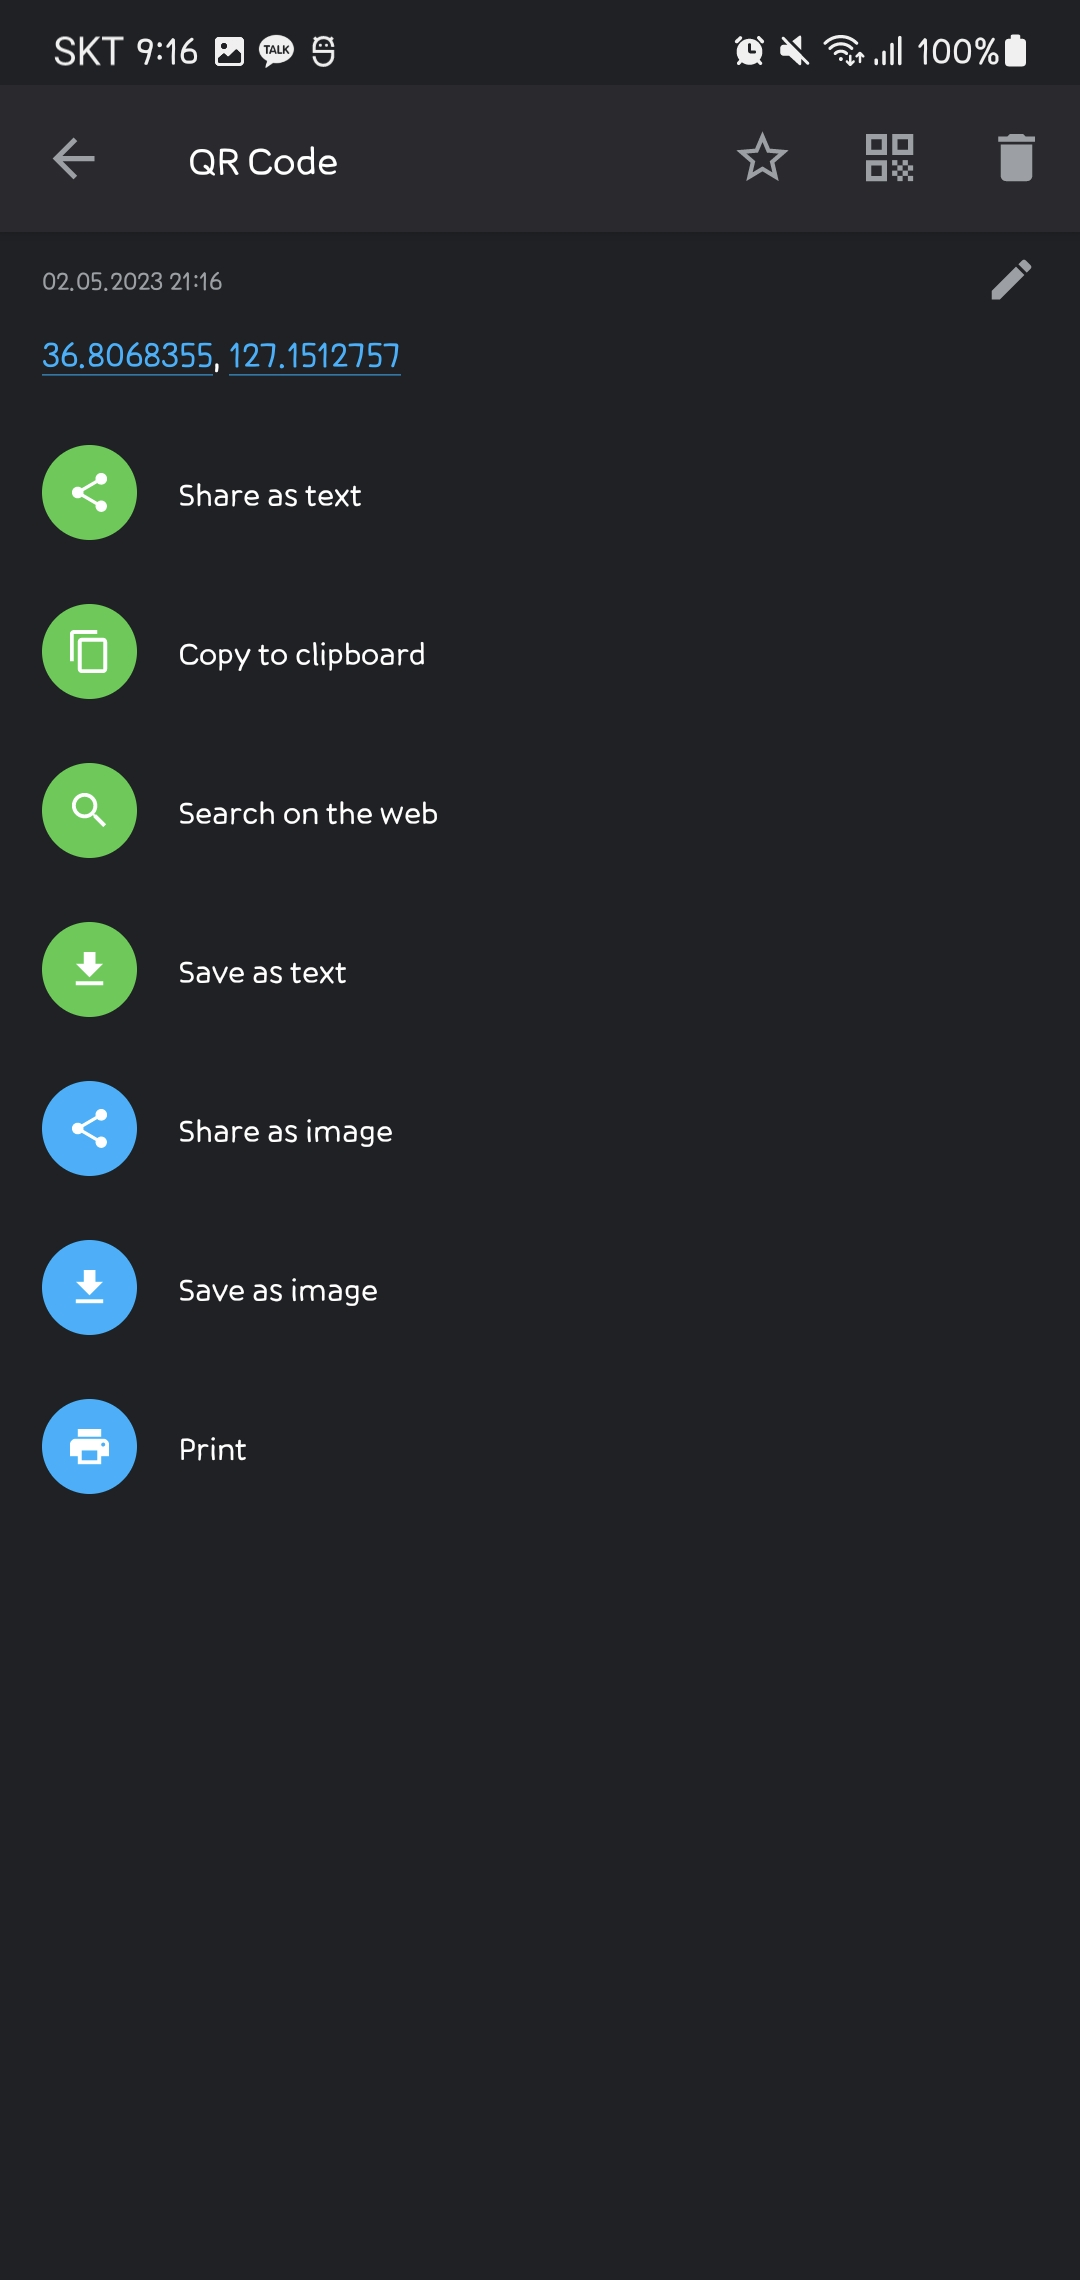 SKT 9:16 TALK 100%
QR Code
02.05.2023 21:16
36.8068355, 127.1512757
Share as text
Copy to clipboard
Search on the web
Save as text
Share as image
Save as image
Print